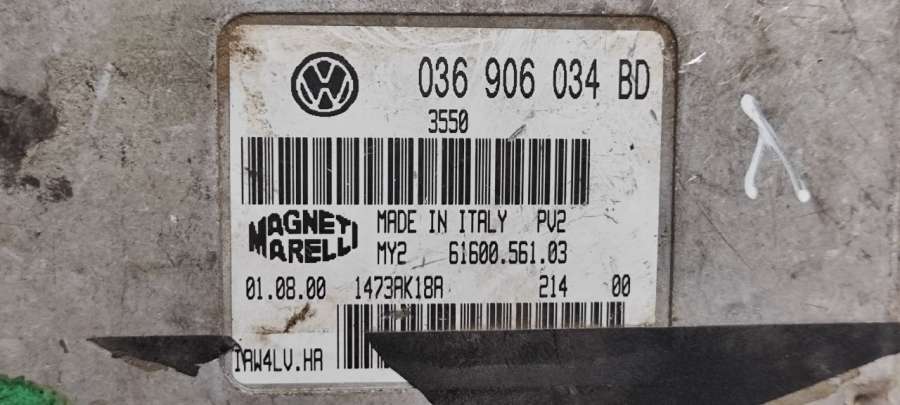 036 906 034 BD
3550
MAGNETI MARELLI
MADE IN ITALY PV2
MY2 61600.561.03
01.08.00 1473AK18A 214 00
IAW4LV.HA